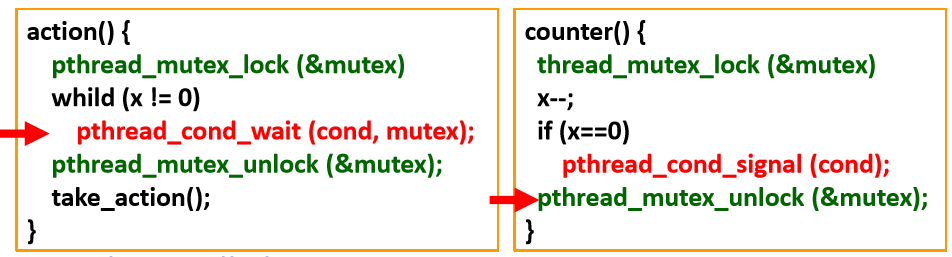 action() {
pthread_mutex_lock (&mutex)
whild (x != 0)
pthread_cond_wait (cond, mutex);
pthread_mutex_unlock (&mutex);
take_action();
}
counter() {
thread_mutex_lock (&mutex)
x--;
if (x==0)
pthread_cond_signal (cond);
pthread_mutex_unlock (&mutex);
}